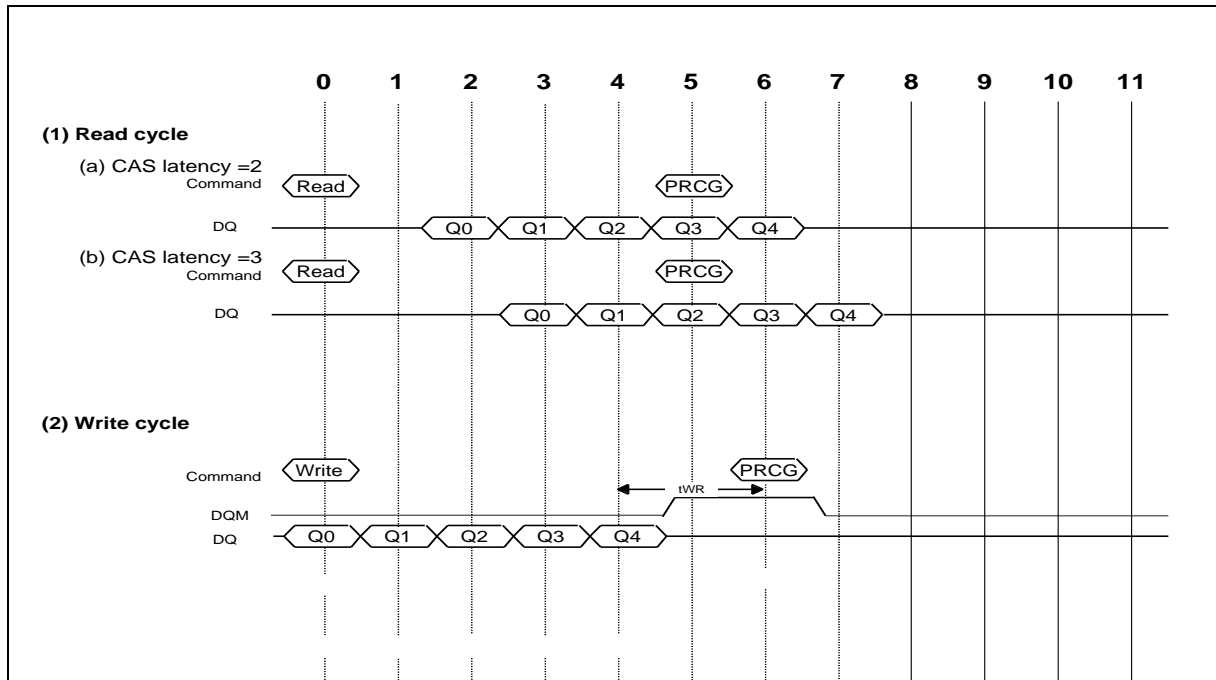 0 1 2 3 4 5 6 7 8 9 10 11
(1) Read cycle
(a) CAS latency =2
Command Read PRCG
DQ Q0 Q1 Q2 Q3 Q4
(b) CAS latency =3
Command Read PRCG
DQ Q0 Q1 Q2 Q3 Q4
(2) Write cycle
Command Write PRCG
tWR
DQM
DQ Q0 Q1 Q2 Q3 Q4